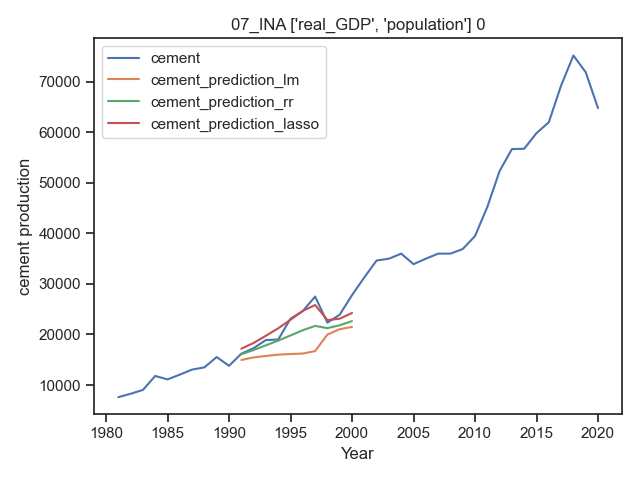 07_INA ['real_GDP', 'population'] 0
cement
cement_prediction_lm
cement_prediction_rr
cement_prediction_lasso
cement production
70000
60000
50000
40000
30000
20000
10000
1980 1985 1990 1995 2000 2005 2010 2015 2020
Year